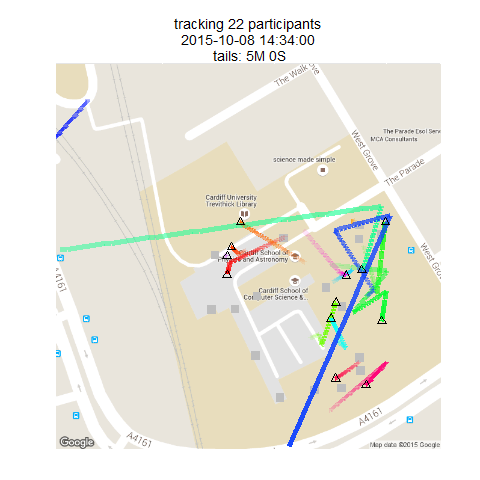 tracking 22 participants
2015-10-08 14:34:00
tails: 5M 0S
The Walk
West Grove
The Parade Esol Serv
MCA Consultants
science made simple
The Parade
Cardiff University
Trevithick Library
West Grove
Cardiff School of
and Astronomy
Cardiff School of
Computer Science &...
A4161
A4161
A4161
Google
Map data ©2015 Google